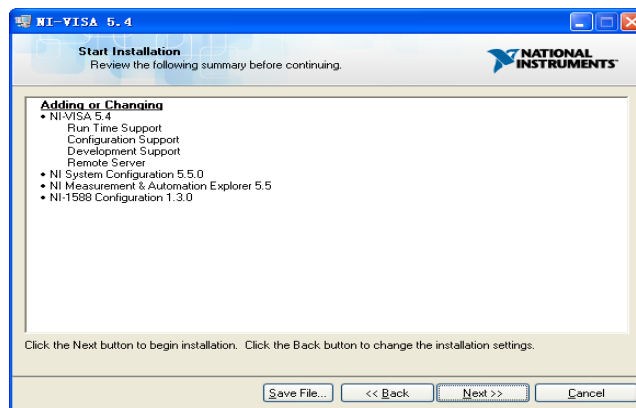 NI-VISA 5.4
Start Installation
Review the following summary before continuing.
NATIONAL
INSTRUMENTS™
Adding or Changing
• NI-VISA 5.4
Run Time Support
Configuration Support
Development Support
Remote Server
• NI System Configuration 5.5.0
• NI Measurement & Automation Explorer 5.5
• NI-1588 Configuration 1.3.0
Click the Next button to begin installation. Click the Back button to change the installation settings.
Save File... << Back Next >> Cancel